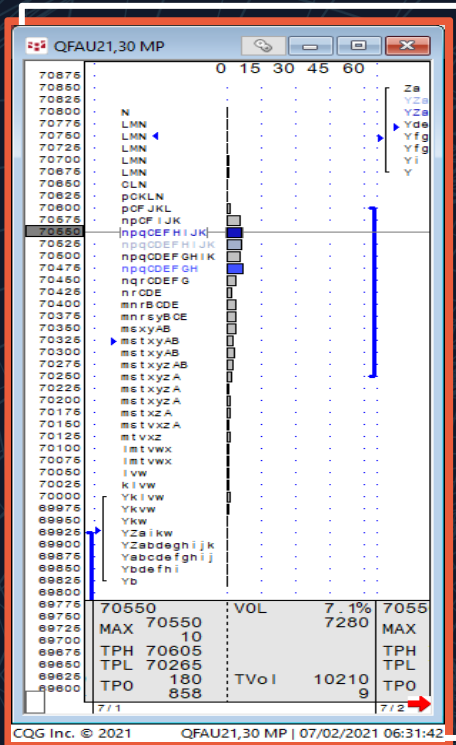 QFAU21,30 MP
0 15 30 45 60
70875
70850 Za
70825 YZa
70800 N YZa
70775 LMN Yde
70750 LMN Yfg
70725 LMN Yfg
70700 LMN Yi
70675 LMN Y
70650 CLN
70625 pCKLN
70600 pCFJKL
70575 npCFIJK
70550 npqCEFHIJK
70525 npqCDEFHIJK
70500 npqCDEFGHIK
70475 npqCDEFGH
70450 nqrCDEFG
70425 nrCDE
70400 mnrBCDE
70375 mnrsyBCE
70350 msxyAB
70325 mstxyAB
70300 mstxyAB
70275 mstxyzAB
70250 mstxyzA
70225 mstxyzA
70200 mstxyzA
70175 mstxzA
70150 mstvxzA
70125 mtvxz
70100 lmtvwx
70075 lmtvwx
70050 lvw
70025 klvw
70000 Yklvw
69975 Ykvw
69950 Ykw
69925 YZaikw
69900 YZabdeghijk
69875 Yabcdefghij
69850 Ybdefhi
69825 Yb
69800
69775
69750
69725
69700
69675
69650
69625
69600
70550 VOL 7.1% 7055
MAX 70550 7280 MAX
10
TPH 70605 TPH
TPL 70265 TPL
TPO 180 TVol 10210 TPO
858 9
7/1 7/2
CQG Inc. © 2021 QFAU21,30 MP | 07/02/2021 06:31:42